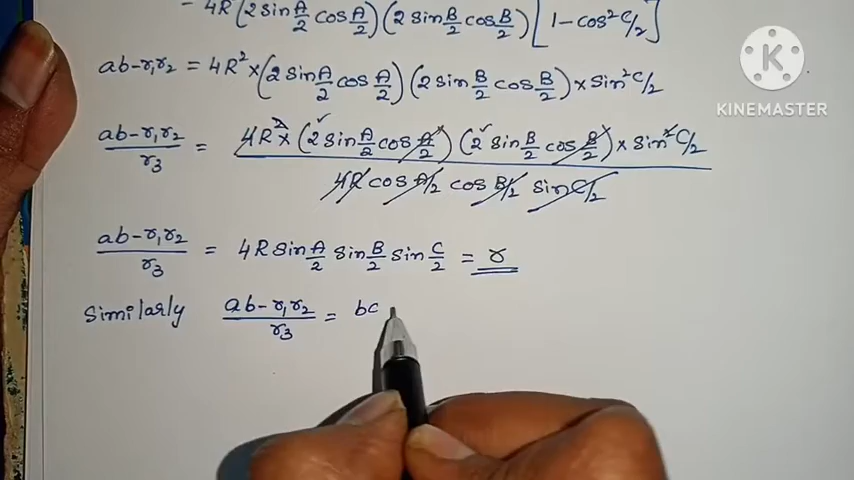 - 4R (2 sin A/2 cos A/2) (2 sin B/2 cos B/2) [1 - cos² C/2]
ab - r₁r₂ = 4R² × (2 sin A/2 cos A/2) (2 sin B/2 cos B/2) × sin² C/2
(ab - r₁r₂)/r₃ = 4R² × (2 sin A/2 cos A/2) (2 sin B/2 cos B/2) × sin² C/2 / 4R cos A/2 cos B/2 sin C/2
(ab - r₁r₂)/r₃ = 4R sin A/2 sin B/2 sin C/2 = r
Similarly (ab - r₁r₂)/r₃ = bc
K
KINEMASTER